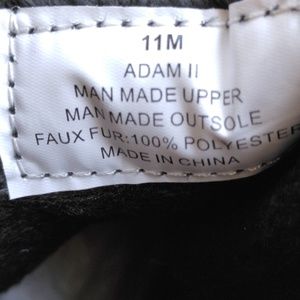 11M
ADAM II
MAN MADE UPPER
MAN MADE OUTSOLE
FAUX FUR:100% POLYESTER
MADE IN CHINA